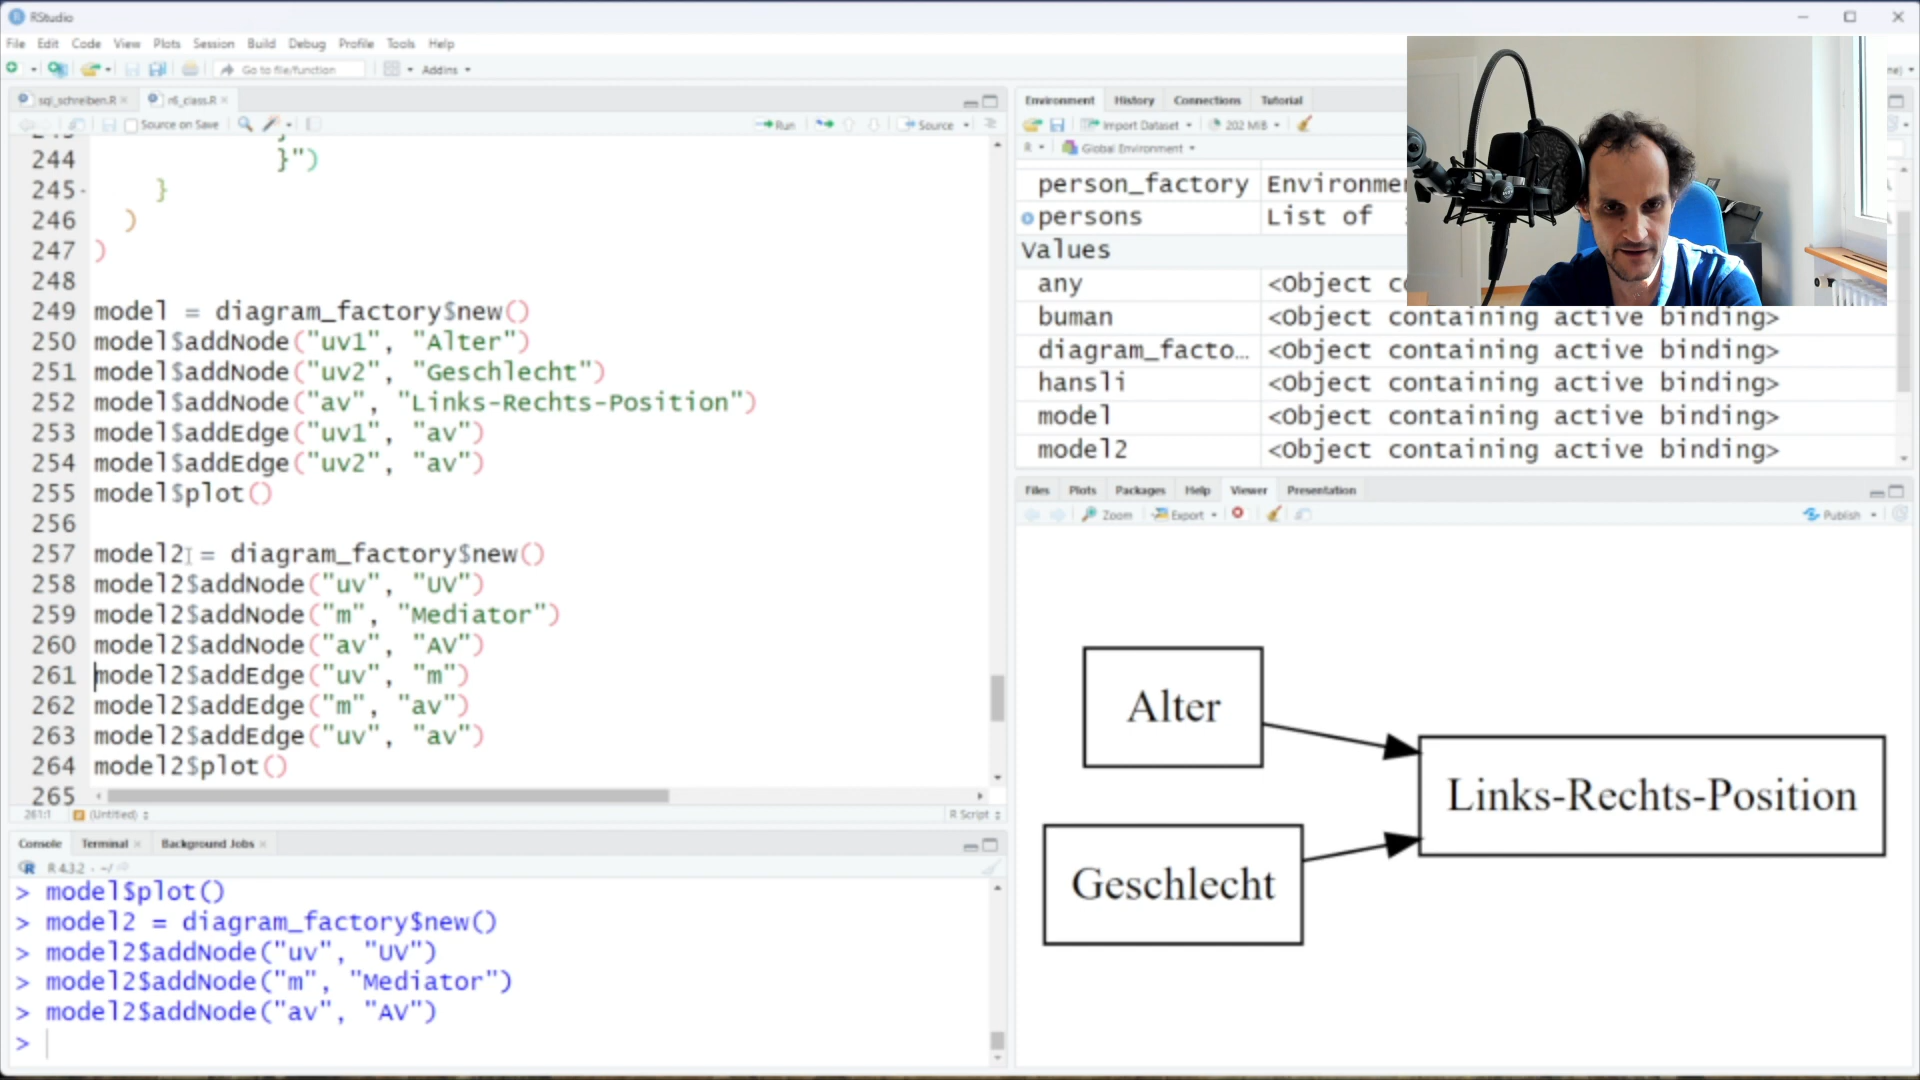 RStudio
File Edit Code View Plots Session Build Debug Profile Tools Help
Go to file/function Addins
sql_schreiben.R r6_class.R
Source on Save Run Source
244 }")
245 }
246 )
247 )
248
249 model = diagram_factory$new()
250 model$addNode("uv1", "Alter")
251 model$addNode("uv2", "Geschlecht")
252 model$addNode("av", "Links-Rechts-Position")
253 model$addEdge("uv1", "av")
254 model$addEdge("uv2", "av")
255 model$plot()
256
257 model2 = diagram_factory$new()
258 model2$addNode("uv", "UV")
259 model2$addNode("m", "Mediator")
260 model2$addNode("av", "AV")
261 model2$addEdge("uv", "m")
262 model2$addEdge("m", "av")
263 model2$addEdge("uv", "av")
264 model2$plot()
265
261:1 (Untitled) R Script
Console Terminal Background Jobs
R 4.3.2 · ~/
> model$plot()
> model2 = diagram_factory$new()
> model2$addNode("uv", "UV")
> model2$addNode("m", "Mediator")
> model2$addNode("av", "AV")
>
Environment History Connections Tutorial
Import Dataset 202 MiB
R Global Environment
person_factory Environme
persons List of
Values
any <Object c
buman <Object containing active binding>
diagram_facto… <Object containing active binding>
hansli <Object containing active binding>
model <Object containing active binding>
model2 <Object containing active binding>
Files Plots Packages Help Viewer Presentation
Zoom Export Publish
Alter
Links-Rechts-Position
Geschlecht